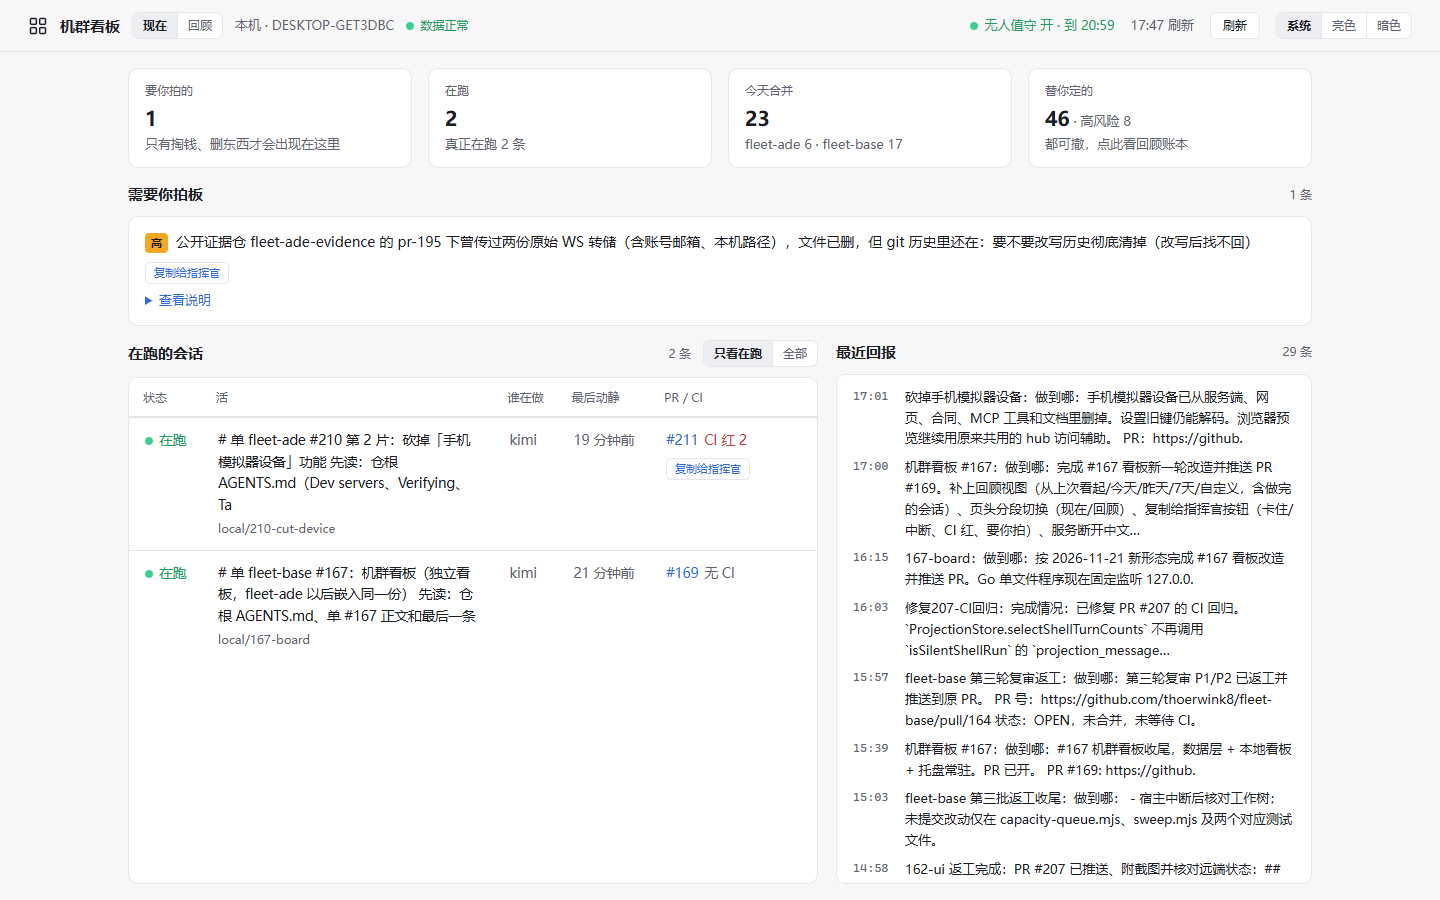 机群看板 现在 回顾 本机 · DESKTOP-GET3DBC 数据正常 无人值守 开 · 到 20:59 17:47 刷新 刷新 系统 亮色 暗色
要你拍的
1
只有掏钱、删东西才会出现在这里
在跑
2
真正在跑 2 条
今天合并
23
fleet-ade 6 · fleet-base 17
替你定的
46 · 高风险 8
都可撤，点此看回顾账本
需要你拍板 1 条
高 公开证据仓 fleet-ade-evidence 的 pr-195 下曾传过两份原始 WS 转储（含账号邮箱、本机路径），文件已删，但 git 历史里还在：要不要改写历史彻底清掉（改写后找不回）
复制给指挥官
查看说明
在跑的会话 2 条 只看在跑 全部
状态 活 谁在做 最后动静 PR / CI
在跑 # 单 fleet-ade #210 第 2 片：砍掉「手机 kimi 19 分钟前 #211 CI 红 2
模拟器设备」功能 先读：仓根
复制给指挥官
AGENTS.md（Dev servers、Verifying、
Ta
local/210-cut-device
在跑 # 单 fleet-base #167：机群看板（独立看 kimi 21 分钟前 #169 无 CI
板，fleet-ade 以后嵌入同一份） 先读：仓
根 AGENTS.md、单 #167 正文和最后一条
local/167-board
最近回报 29 条
17:01 砍掉手机模拟器设备：做到哪：手机模拟器设备已从服务端、网
页、合同、MCP 工具和文档里删掉。设置旧键仍能解码。浏览器预
览继续用原来共用的 hub 访问辅助。 PR：https://github.
17:00 机群看板 #167：做到哪：完成 #167 看板新一轮改造并推送 PR
#169。补上回顾视图（从上次看起/今天/昨天/7天/自定义，含做完
的会话）、页头分段切换（现在/回顾）、复制给指挥官按钮（卡住/
中断、CI 红、要你拍）、服务断开中文...
16:15 167-board：做到哪：按 2026-11-21 新形态完成 #167 看板改造
并推送 PR。Go 单文件程序现在固定监听 127.0.0.
16:03 修复207-CI回归：完成情况：已修复 PR #207 的 CI 回归。
`ProjectionStore.selectShellTurnCounts` 不再调用
`isSilentShellRun` 的 `projection_message...
15:57 fleet-base 第三轮复审返工：做到哪：第三轮复审 P1/P2 已返工并
推送到原 PR。 PR 号：https://github.com/thoerwink8/fleet-
base/pull/164 状态：OPEN，未合并，未等待 CI。
15:39 机群看板 #167：做到哪：#167 机群看板收尾，数据层 + 本地看板
+ 托盘常驻。PR 已开。 PR #169: https://github.
15:03 fleet-base 第三批返工收尾：做到哪： - 宿主中断后核对工作树；
未提交改动仅在 capacity-queue.mjs、sweep.mjs 及两个对应测试
文件。
14:58 162-ui 返工完成：PR #207 已推送、附截图并核对远端状态：##